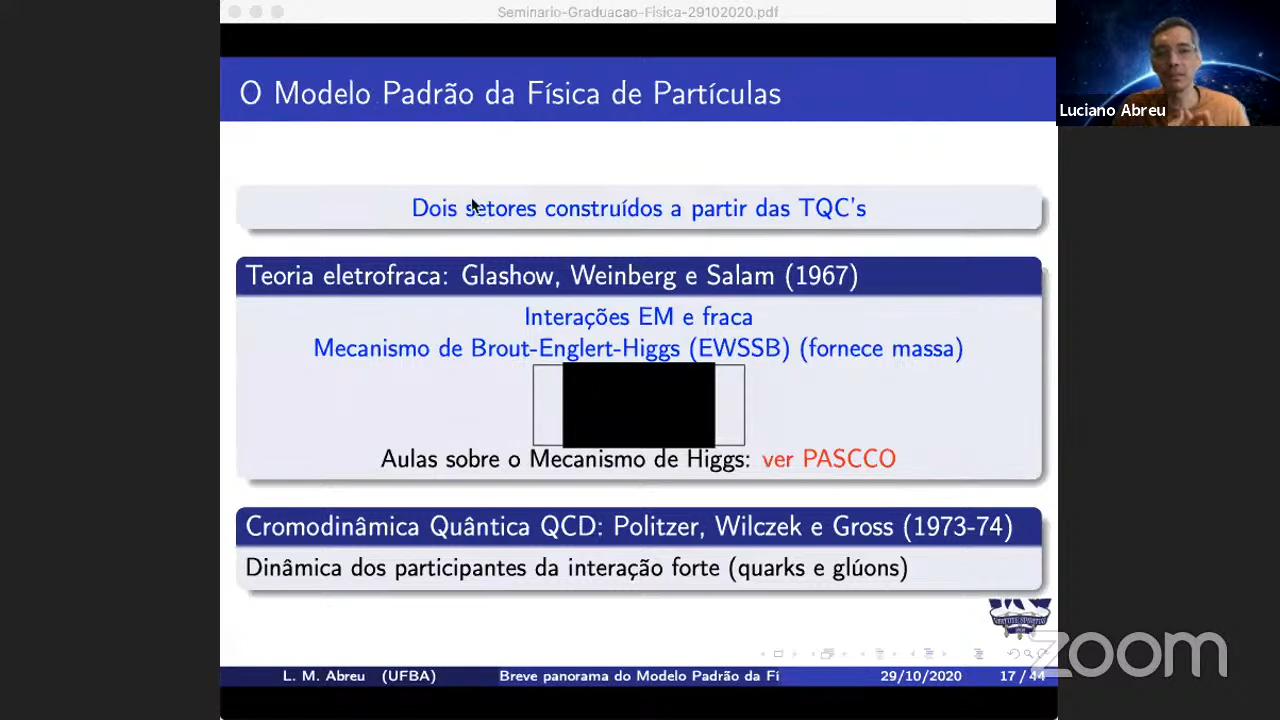 Seminario-Graduacao-Fisica-29102020.pdf
O Modelo Padrão da Física de Partículas
Luciano Abreu
Dois setores construídos a partir das TQC's
Teoria eletrofraca: Glashow, Weinberg e Salam (1967)
Interações EM e fraca
Mecanismo de Brout-Englert-Higgs (EWSSB) (fornece massa)
Aulas sobre o Mecanismo de Higgs: ver PASCCO
Cromodinâmica Quântica QCD: Politzer, Wilczek e Gross (1973-74)
Dinâmica dos participantes da interação forte (quarks e glúons)
zoom
L. M. Abreu (UFBA) Breve panorama do Modelo Padrão da Fí 29/10/2020 17 / 44